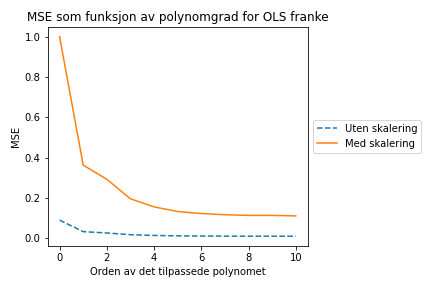 MSE som funksjon av polynomgrad for OLS franke
1.0
0.8
0.6
0.4
0.2
0.0
MSE
0 2 4 6 8 10
Orden av det tilpassede polynomet
Uten skalering
Med skalering